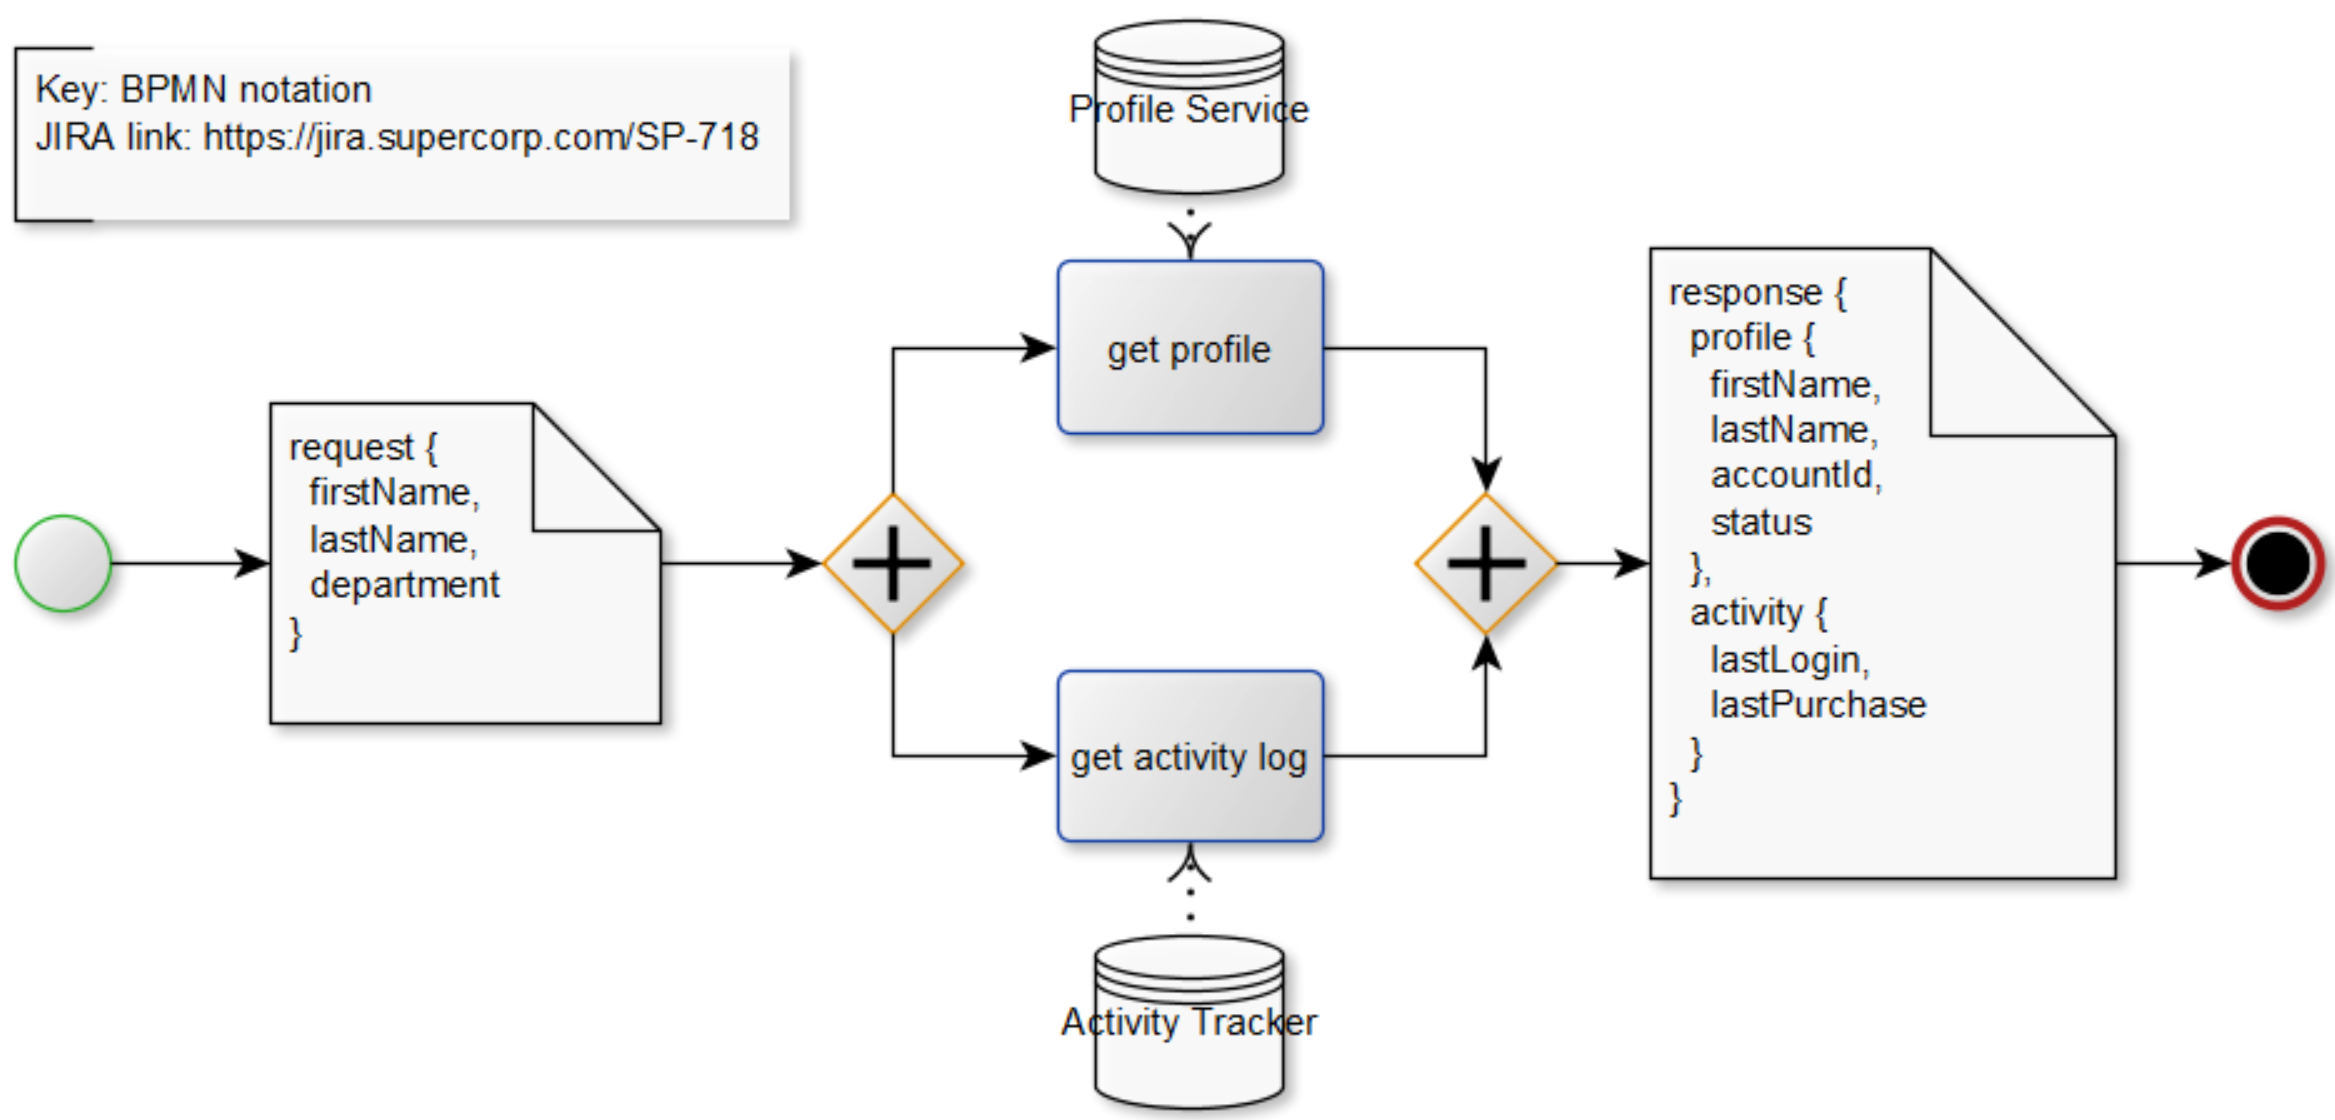 Key: BPMN notation
JIRA link: https://jira.supercorp.com/SP-718
Profile Service
request {
firstName,
lastName,
department
}
get profile
get activity log
Activity Tracker
response {
profile {
firstName,
lastName,
accountId,
status
},
activity {
lastLogin,
lastPurchase
}
}